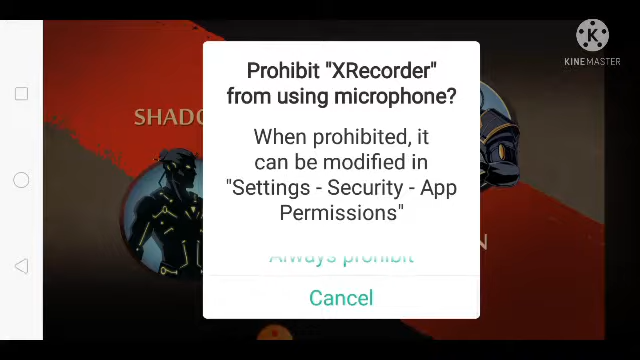 KINEMASTER
Prohibit "XRecorder"
from using microphone?
SHADO
When prohibited, it
can be modified in
"Settings - Security - App
Permissions"
N
Always prohibit
Cancel